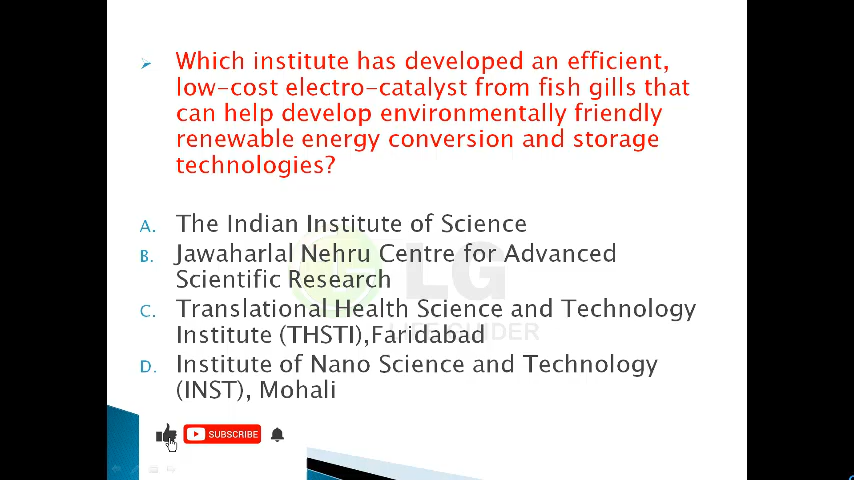 Which institute has developed an efficient,
low-cost electro-catalyst from fish gills that
can help develop environmentally friendly
renewable energy conversion and storage
technologies?
A. The Indian Institute of Science
B. Jawaharlal Nehru Centre for Advanced
Scientific Research
C. Translational Health Science and Technology
Institute (THSTI),Faridabad
D. Institute of Nano Science and Technology
(INST), Mohali
LG
GUIDER
SUBSCRIBE